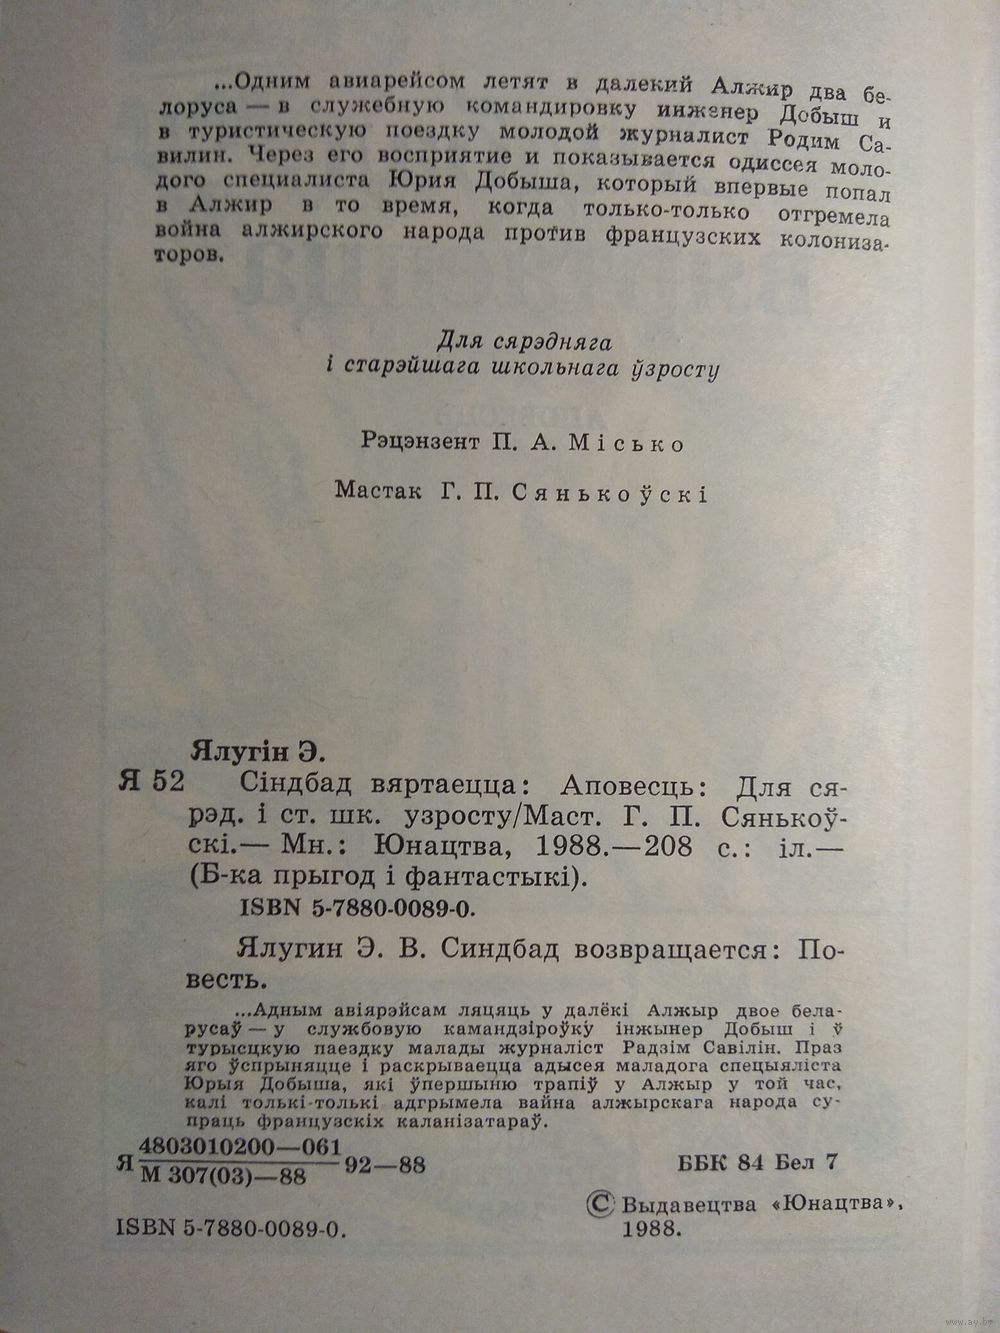 ...Одним авиарейсом летят в далекий Алжир два бе-
лоруса — в служебную командировку инженер Добыш и
в туристическую поездку молодой журналист Родим Са-
вилин. Через его восприятие и показывается одиссея моло-
дого специалиста Юрия Добыша, который впервые попал
в Алжир в то время, когда только-только отгремела
война алжирского народа против французских колониза-
торов.
Для сярэдняга
і старэйшага школьнага ўзросту
Рэцэнзент П. А. Місько
Мастак Г. П. Сянькоўскі
Ялугін Э.
Я 52 Сіндбад вяртаецца: Аповесць: Для ся-
рэд. і ст. шк. узросту/Маст. Г. П. Сянькоў-
скі.— Мн.: Юнацтва, 1988.—208 с.: іл.—
(Б-ка прыгод і фантастыкі).
ISBN 5-7880-0089-0.
Ялугин Э. В. Синдбад возвращается: По-
весть.
...Адным авіярэйсам ляцяць у далёкі Алжыр двое бела-
русаў — у службовую камандзіроўку інжынер Добыш і ў
турысцкую паездку малады журналіст Радзім Савілін. Праз
яго ўспрыняцце і раскрываецца адысея маладога спецыяліста
Юрыя Добыша, які ўпершыню трапіў у Алжыр у той час,
калі толькі-толькі адгрымела вайна алжырскага народа су-
праць французскіх каланізатараў.
Я 4803010200—061
М 307(03)—88 92—88
ББК 84 Бел 7
© Выдавецтва «Юнацтва»,
1988.
ISBN 5-7880-0089-0.
www.ay.by